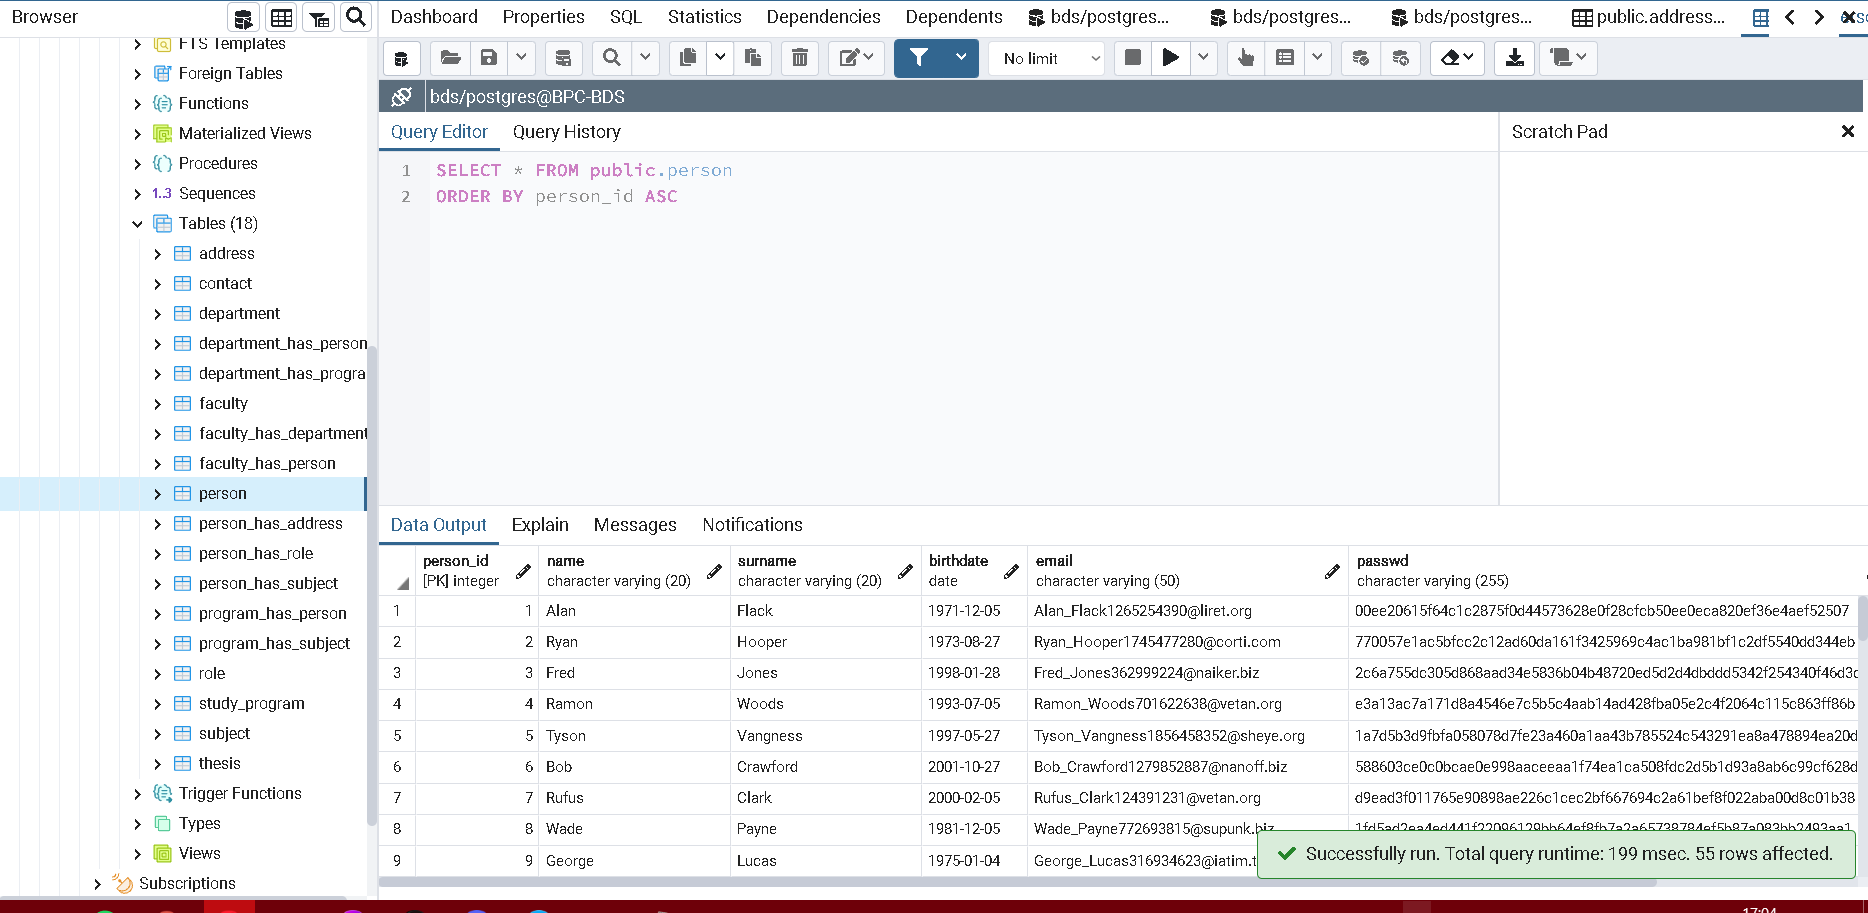 Browser
Dashboard Properties SQL Statistics Dependencies Dependents bds/postgres... bds/postgres... bds/postgres... public.address...
FTS Templates
Foreign Tables
Functions
Materialized Views
Procedures
1.3 Sequences
Tables (18)
address
contact
department
department_has_person
department_has_progra
faculty
faculty_has_department
faculty_has_person
person
person_has_address
person_has_role
person_has_subject
program_has_person
program_has_subject
role
study_program
subject
thesis
Trigger Functions
Types
Views
Subscriptions
No limit
bds/postgres@BPC-BDS
Query Editor Query History
Scratch Pad
1 SELECT * FROM public.person
2 ORDER BY person_id ASC
Data Output Explain Messages Notifications
person_id name surname birthdate email passwd
[PK] integer character varying (20) character varying (20) date character varying (50) character varying (255)
1 1 Alan Flack 1971-12-05 Alan_Flack1265254390@liret.org 00ee20615f64c1c2875f0d44573628e0f28cfcb50ee0eca820ef36e4aef52507
2 2 Ryan Hooper 1973-08-27 Ryan_Hooper1745477280@corti.com 770057e1ac5bfcc2c12ad60da161f3425969c4ac1ba981bf1c2df5540dd344eb
3 3 Fred Jones 1998-01-28 Fred_Jones362999224@naiker.biz 2c6a755dc305d868aad34e5836b04b48720ed5d2d4dbddd5342f254340f46d3c
4 4 Ramon Woods 1993-07-05 Ramon_Woods701622638@vetan.org e3a13ac7a171d8a4546e7c5b5c4aab14ad428fba05e2c4f2064c115c863ff86b
5 5 Tyson Vangness 1997-05-27 Tyson_Vangness1856458352@sheye.org 1a7d5b3d9fbfa058078d7fe23a460a1aa43b785524c543291ea8a478894ea20d
6 6 Bob Crawford 2001-10-27 Bob_Crawford1279852887@nanoff.biz 588603ce0c0bcae0e998aaceeaa1f74ea1ca508fdc2d5b1d93a8ab6c99cf628d
7 7 Rufus Clark 2000-02-05 Rufus_Clark124391231@vetan.org d9ead3f011765e90898ae226c1cec2bf667694c2a61bef8f022aba00d8c01b38
8 8 Wade Payne 1981-12-05 Wade_Payne772693815@supunk.biz
9 9 George Lucas 1975-01-04 George_Lucas316934623@iatim.t
Successfully run. Total query runtime: 199 msec. 55 rows affected.
17:04